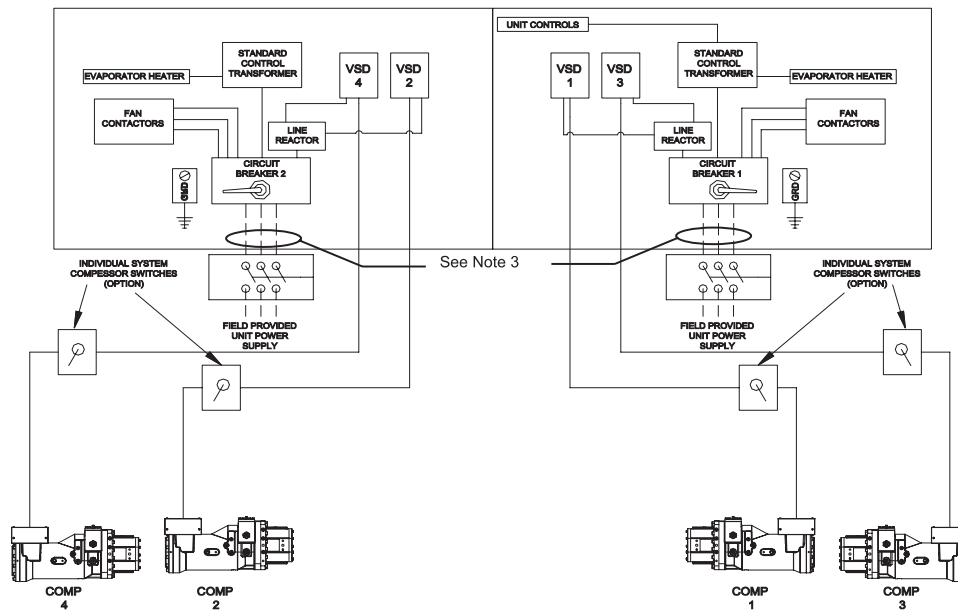 UNIT CONTROLS
STANDARD
CONTROL
TRANSFORMER
EVAPORATOR HEATER
VSD
4
VSD
2
FAN
CONTACTORS
LINE
REACTOR
CIRCUIT
BREAKER 2
GRD
VSD
1
VSD
3
STANDARD
CONTROL
TRANSFORMER
EVAPORATOR HEATER
FAN
CONTACTORS
LINE
REACTOR
CIRCUIT
BREAKER 1
GRD
See Note 3
INDIVIDUAL SYSTEM
COMPESSOR SWITCHES
(OPTION)
FIELD PROVIDED
UNIT POWER
SUPPLY
FIELD PROVIDED
UNIT POWER
SUPPLY
INDIVIDUAL SYSTEM
COMPESSOR SWITCHES
(OPTION)
COMP
4
COMP
2
COMP
1
COMP
3